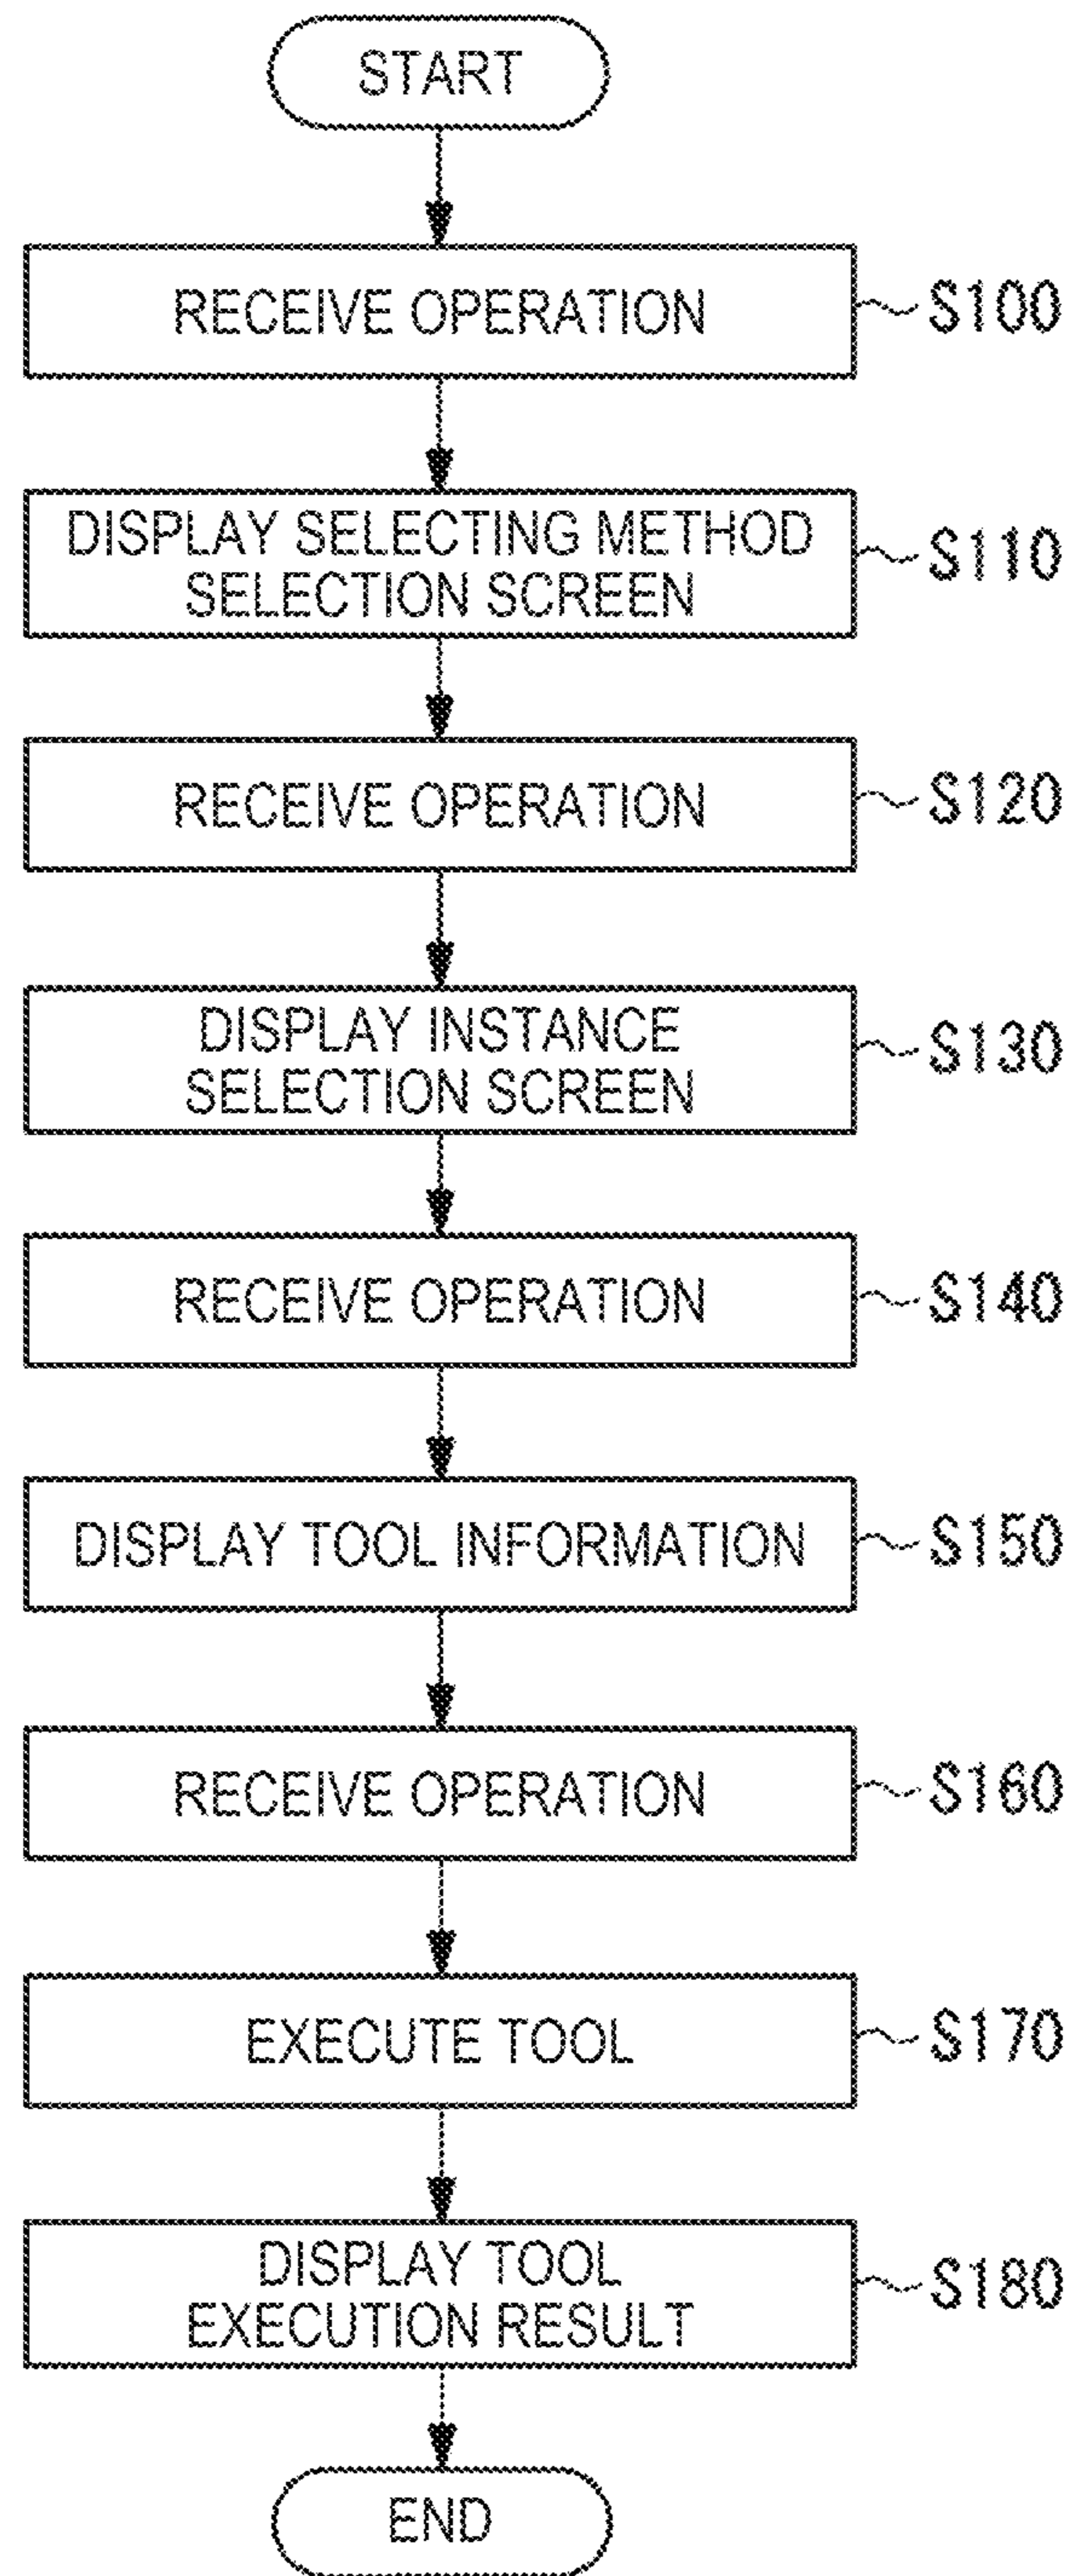 START
RECEIVE OPERATION
S100
DISPLAY SELECTING METHOD
SELECTION SCREEN
S110
RECEIVE OPERATION
S120
DISPLAY INSTANCE
SELECTION SCREEN
S130
RECEIVE OPERATION
S140
DISPLAY TOOL INFORMATION
S150
RECEIVE OPERATION
S160
EXECUTE TOOL
S170
DISPLAY TOOL
EXECUTION RESULT
S180
END